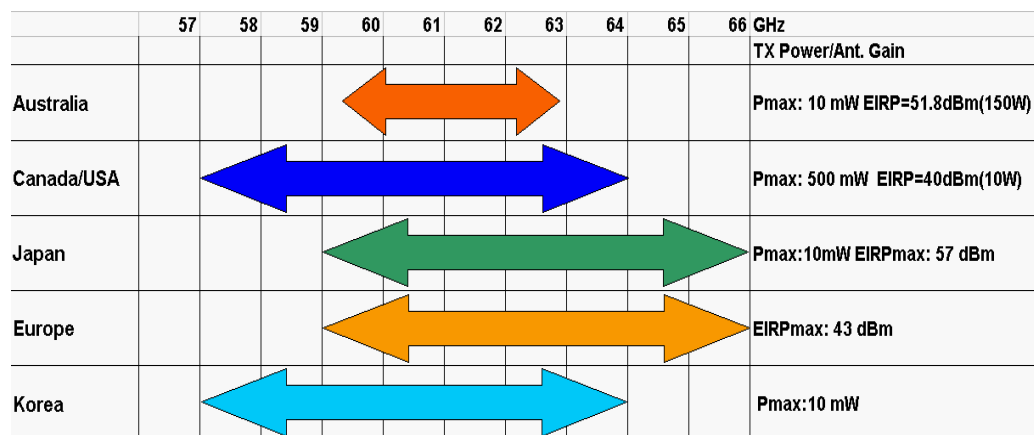 57 58 59 60 61 62 63 64 65 66 GHz
TX Power/Ant. Gain
Australia Pmax: 10 mW EIRP=51.8dBm(150W)
Canada/USA Pmax: 500 mW EIRP=40dBm(10W)
Japan Pmax:10mW EIRPmax: 57 dBm
Europe EIRPmax: 43 dBm
Korea Pmax:10 mW